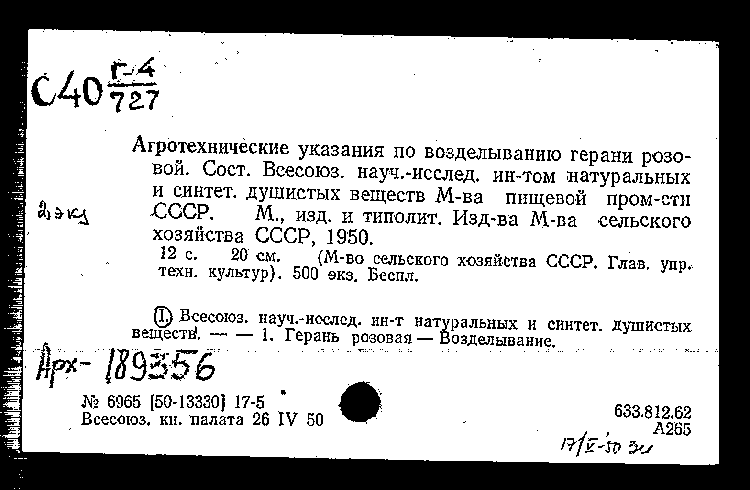 С40 Г-4
727
Агротехнические указания по возделыванию герани розо-
вой. Сост. Всесоюз. науч.-исслед. ин-том натуральных
и синтет. душистых веществ М-ва пищевой пром-сти
2 экз
СССР. М., изд. и типолит. Изд-ва М-ва сельского
хозяйства СССР, 1950.
12 с. 20 см. (М-во сельского хозяйства СССР. Глав. упр.
техн. культур). 500 экз. Беспл.
(I.) Всесоюз. науч.-исслед. ин-т натуральных и синтет. душистых
веществ. — — 1. Герань розовая — Возделывание.
Арх- 189356
№ 6965 [50-13330] 17-5
Всесоюз. кн. палата 26 IV 50
633.812.62
А265
17/V-50